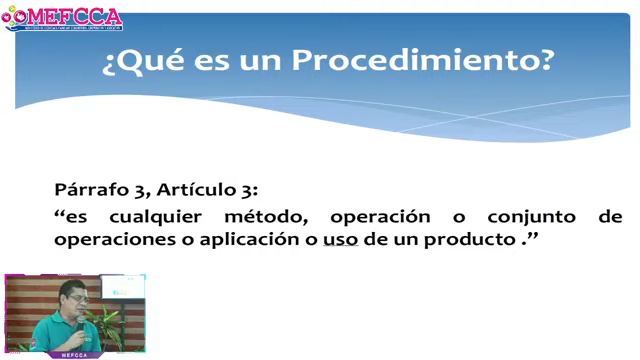 MEFCCA
¿Qué es un Procedimiento?
Párrafo 3, Artículo 3:
“es cualquier método, operación o conjunto de
operaciones o aplicación o uso de un producto .”
MEFCCA